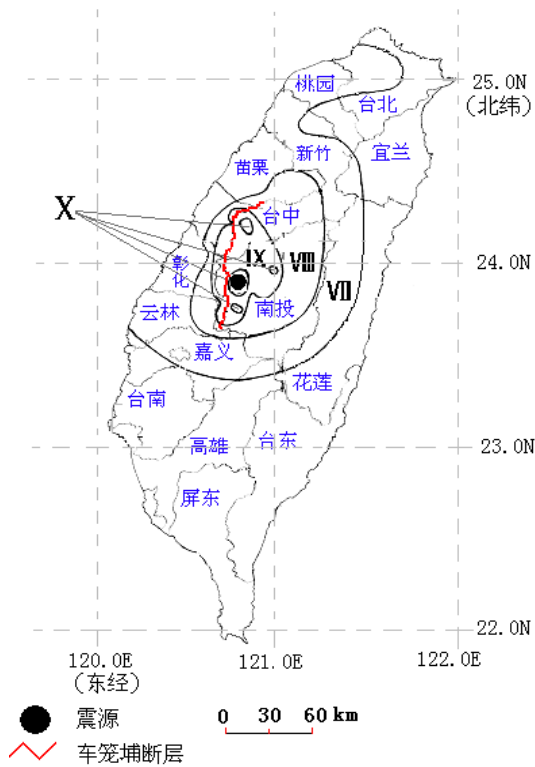 桃园
25.0N
(北纬)
台北
新竹
宜兰
苗栗
X
台中
IX
VIII
24.0N
彰化
VII
云林
南投
嘉义
花莲
台南
23.0N
高雄
台东
屏东
22.0N
120.0E
121.0E
122.0E
(东经)
震源
0 30 60 km
车笼埔断层